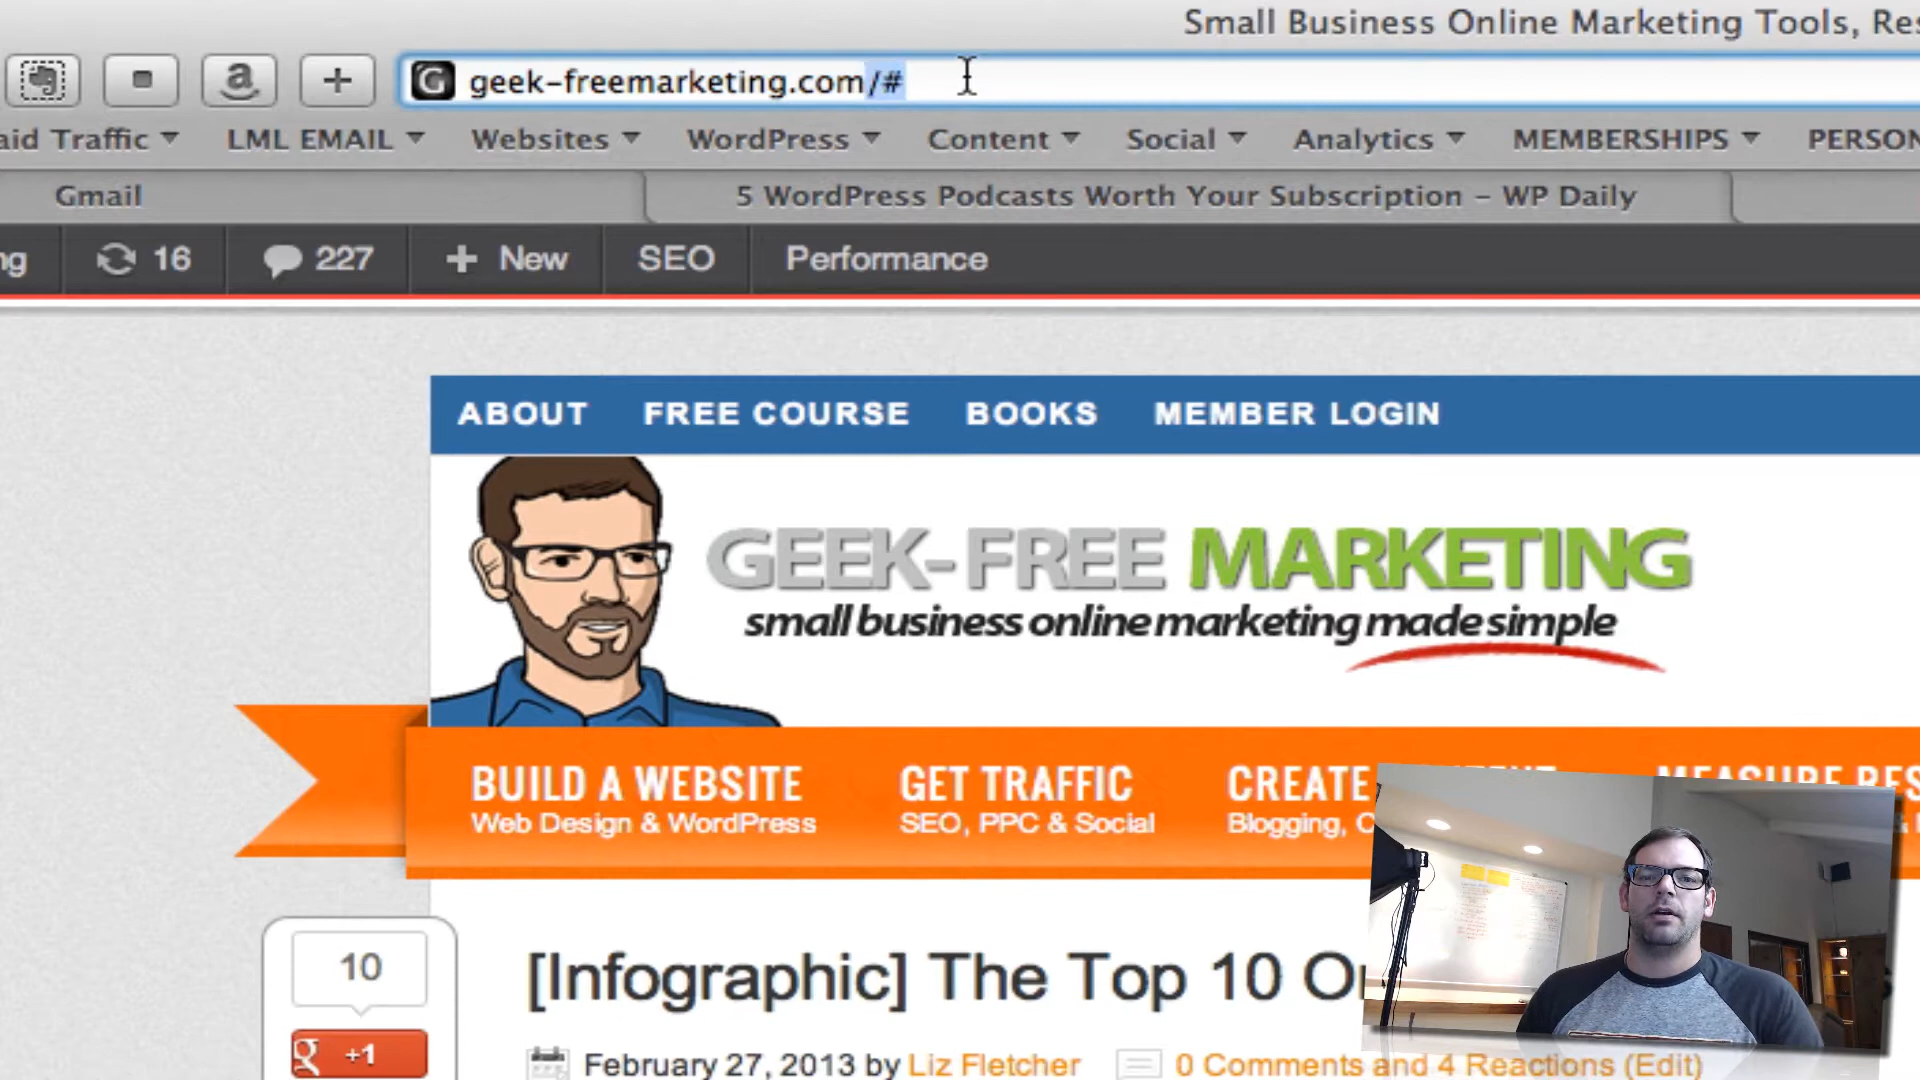 Small Business Online Marketing Tools,
geek-freemarketing.com/#
Traffic LML EMAIL Websites WordPress Content Social Analytics MEMBERSHIPS
Gmail 5 WordPress Podcasts Worth Your Subscription – WP Daily
16 227 + New SEO Performance
ABOUT FREE COURSE BOOKS MEMBER LOGIN
GEEK-FREE MARKETING
small business online marketing made simple
BUILD A WEBSITE GET TRAFFIC CREATE
Web Design & WordPress SEO, PPC & Social Blogging,
10
[Infographic] The Top 10
+1
February 27, 2013 by Liz Fletcher 0 Comments and 4 Reactions (Edit)